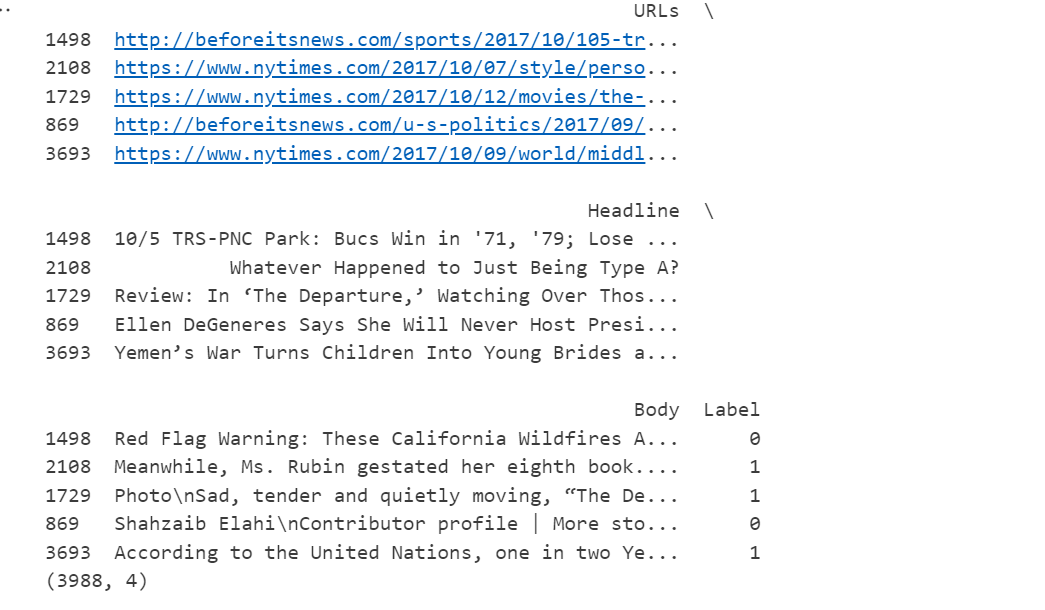 URLs \
1498 http://beforeitsnews.com/sports/2017/10/105-tr...
2108 https://www.nytimes.com/2017/10/07/style/perso...
1729 https://www.nytimes.com/2017/10/12/movies/the-...
869 http://beforeitsnews.com/u-s-politics/2017/09/...
3693 https://www.nytimes.com/2017/10/09/world/middl...
Headline \
1498 10/5 TRS-PNC Park: Bucs Win in '71, '79; Lose ...
2108 Whatever Happened to Just Being Type A?
1729 Review: In ‘The Departure,’ Watching Over Thos...
869 Ellen DeGeneres Says She Will Never Host Presi...
3693 Yemen’s War Turns Children Into Young Brides a...
Body Label
1498 Red Flag Warning: These California Wildfires A... 0
2108 Meanwhile, Ms. Rubin gestated her eighth book.... 1
1729 Photo\nSad, tender and quietly moving, “The De... 1
869 Shahzaib Elahi\nContributor profile | More sto... 0
3693 According to the United Nations, one in two Ye... 1
(3988, 4)